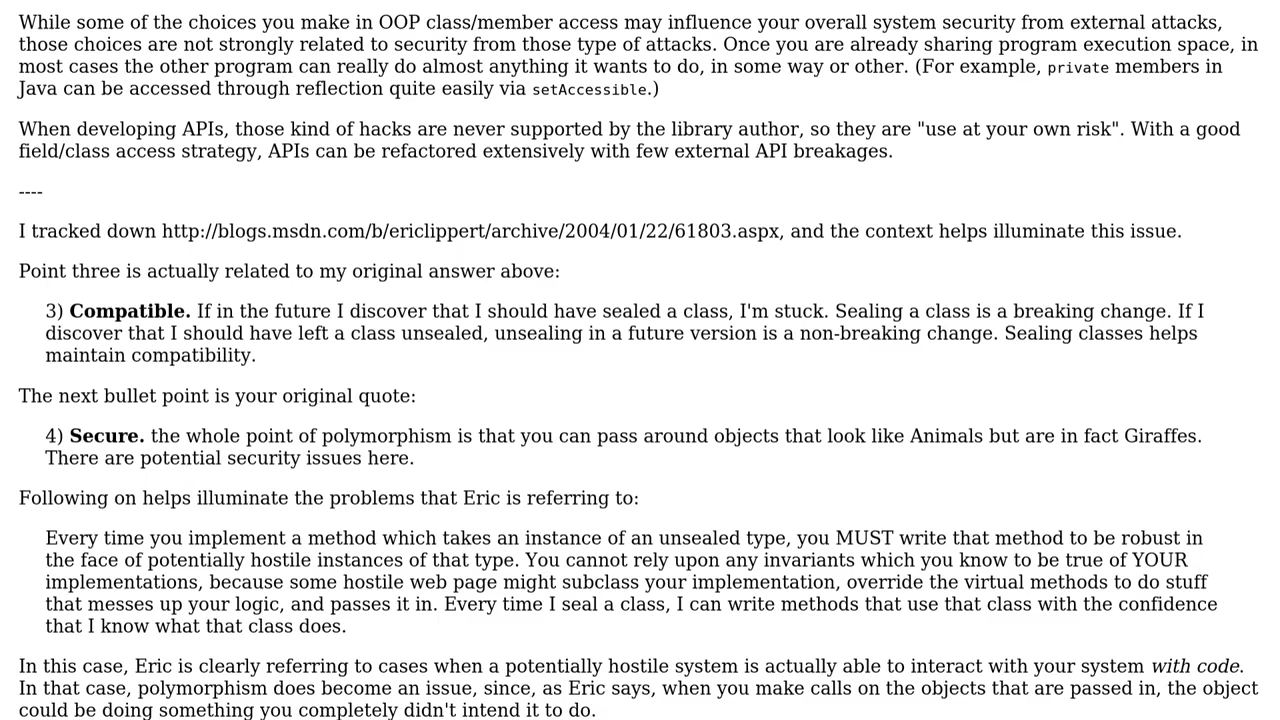 While some of the choices you make in OOP class/member access may influence your overall system security from external attacks,
those choices are not strongly related to security from those type of attacks. Once you are already sharing program execution space, in
most cases the other program can really do almost anything it wants to do, in some way or other. (For example, private members in
Java can be accessed through reflection quite easily via setAccessible.)
When developing APIs, those kind of hacks are never supported by the library author, so they are "use at your own risk". With a good
field/class access strategy, APIs can be refactored extensively with few external API breakages.
----
I tracked down http://blogs.msdn.com/b/ericlippert/archive/2004/01/22/61803.aspx, and the context helps illuminate this issue.
Point three is actually related to my original answer above:
3) Compatible. If in the future I discover that I should have sealed a class, I'm stuck. Sealing a class is a breaking change. If I
discover that I should have left a class unsealed, unsealing in a future version is a non-breaking change. Sealing classes helps
maintain compatibility.
The next bullet point is your original quote:
4) Secure. the whole point of polymorphism is that you can pass around objects that look like Animals but are in fact Giraffes.
There are potential security issues here.
Following on helps illuminate the problems that Eric is referring to:
Every time you implement a method which takes an instance of an unsealed type, you MUST write that method to be robust in
the face of potentially hostile instances of that type. You cannot rely upon any invariants which you know to be true of YOUR
implementations, because some hostile web page might subclass your implementation, override the virtual methods to do stuff
that messes up your logic, and passes it in. Every time I seal a class, I can write methods that use that class with the confidence
that I know what that class does.
In this case, Eric is clearly referring to cases when a potentially hostile system is actually able to interact with your system with code.
In that case, polymorphism does become an issue, since, as Eric says, when you make calls on the objects that are passed in, the object
could be doing something you completely didn't intend it to do.